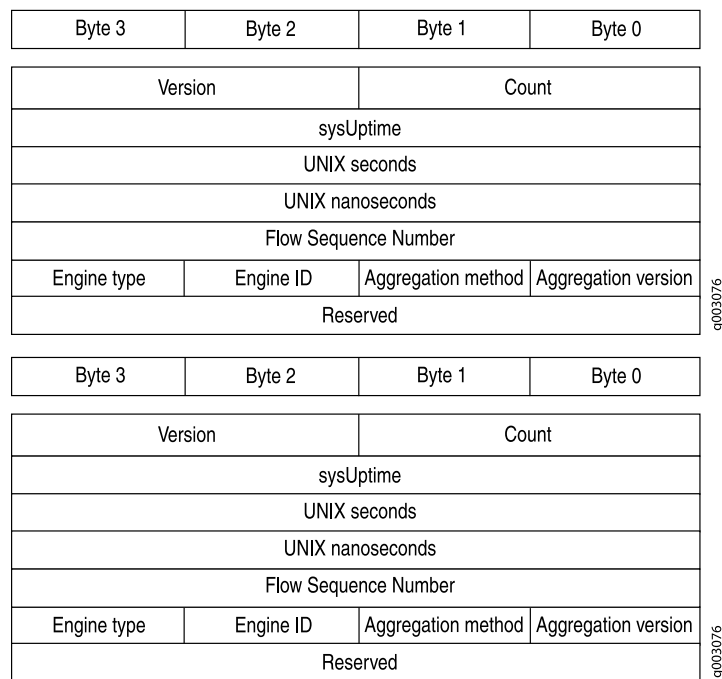 Byte 3 Byte 2 Byte 1 Byte 0
Version Count
sysUptime
UNIX seconds
UNIX nanoseconds
Flow Sequence Number
Engine type Engine ID Aggregation method Aggregation version
Reserved
g003076
Byte 3 Byte 2 Byte 1 Byte 0
Version Count
sysUptime
UNIX seconds
UNIX nanoseconds
Flow Sequence Number
Engine type Engine ID Aggregation method Aggregation version
Reserved
g003076